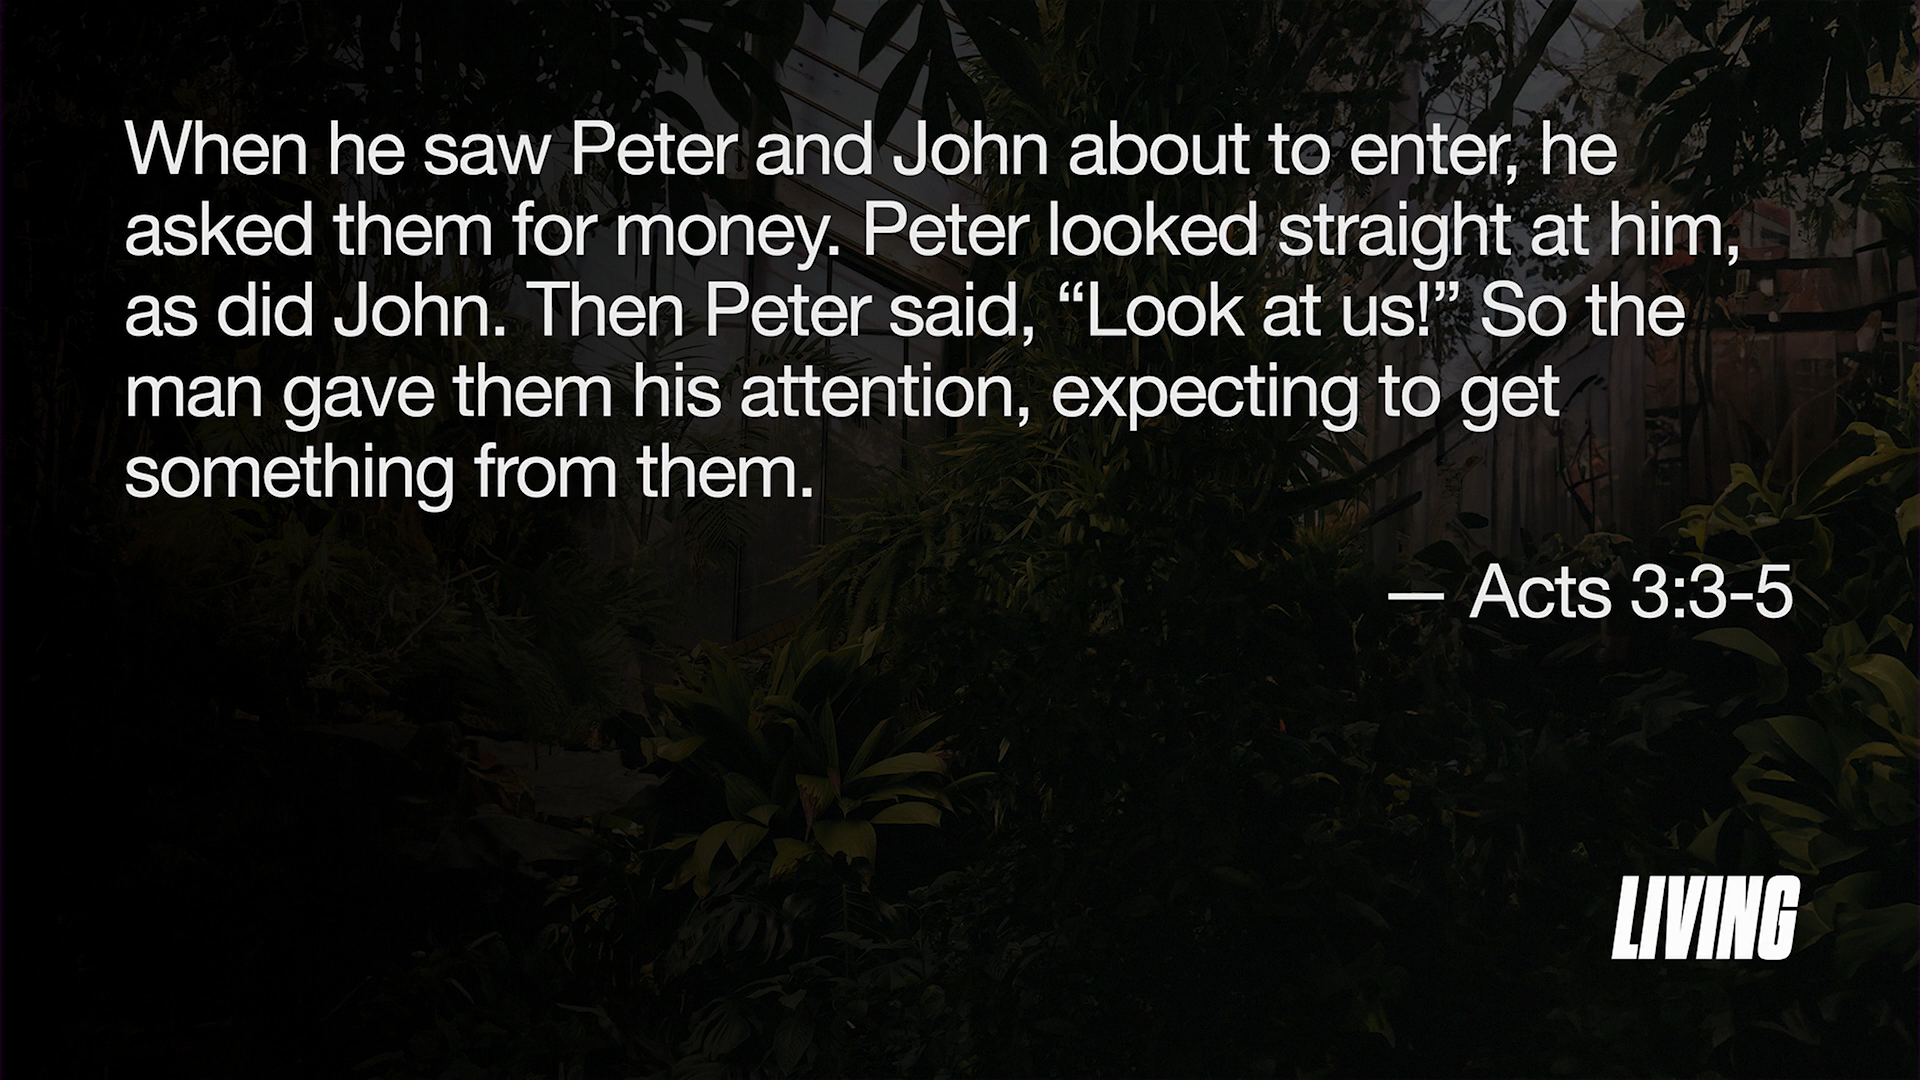 When he saw Peter and John about to enter, he
asked them for money. Peter looked straight at him,
as did John. Then Peter said, “Look at us!” So the
man gave them his attention, expecting to get
something from them.
— Acts 3:3-5
LIVING